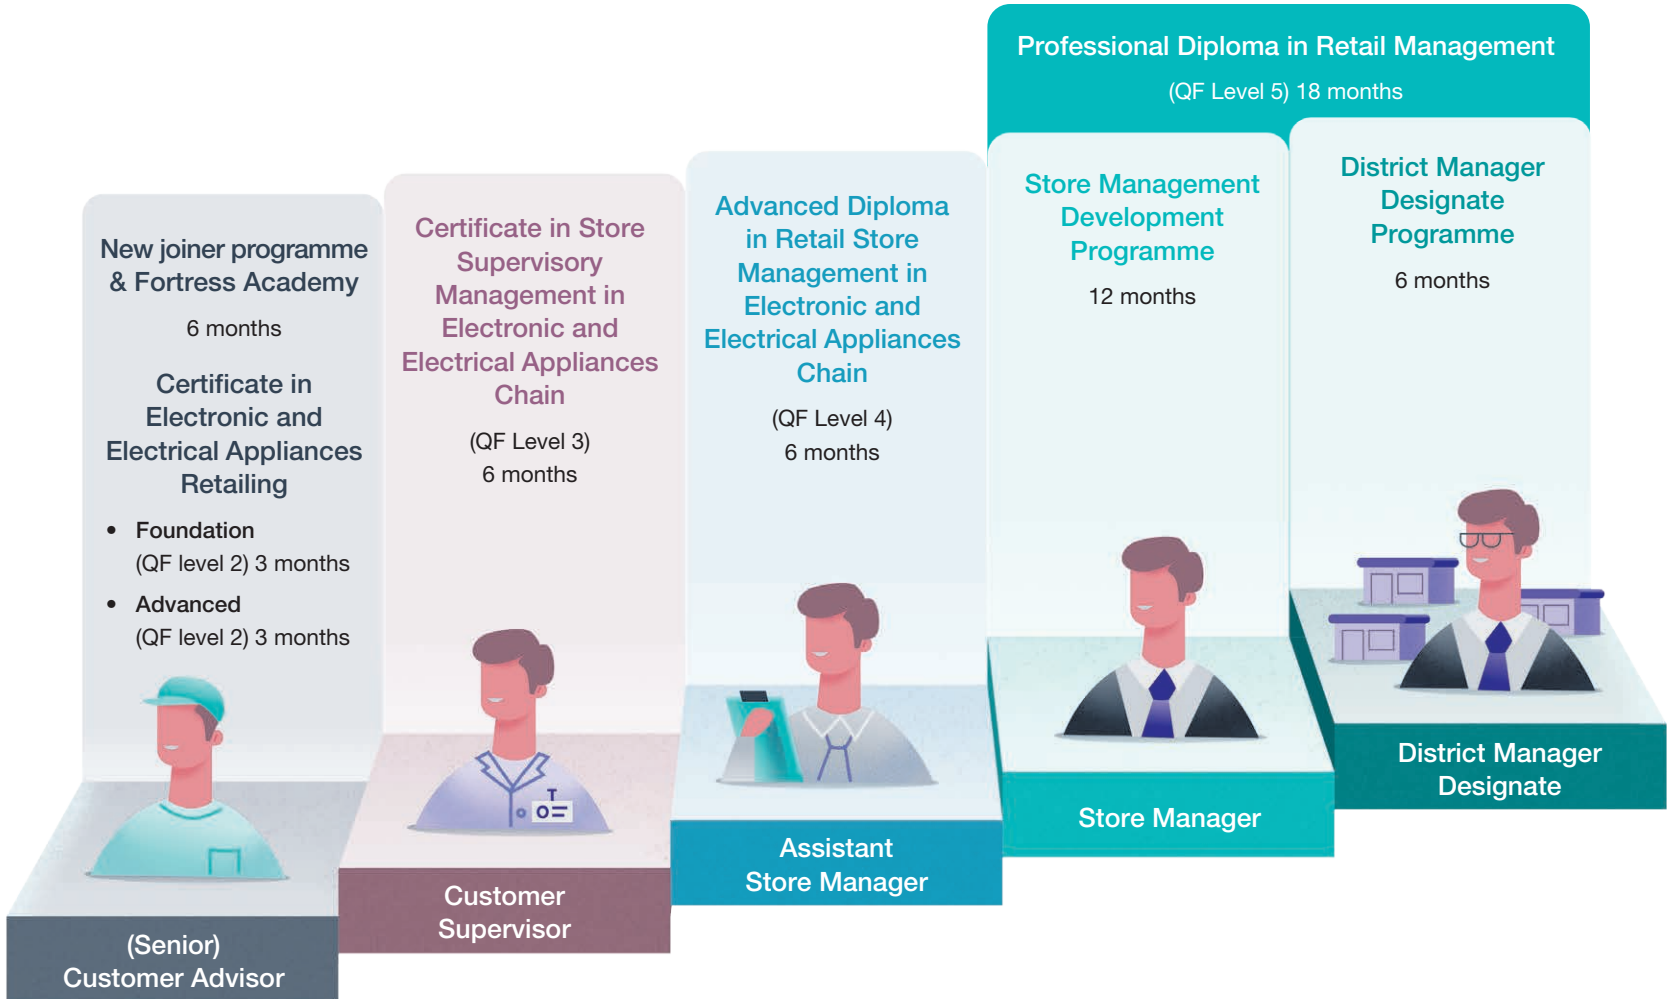 New joiner programme
& Fortress Academy
6 months
Certificate in
Electronic and
Electrical Appliances
Retailing
• Foundation
(QF level 2) 3 months
• Advanced
(QF level 2) 3 months
(Senior)
Customer Advisor
Certificate in Store
Supervisory
Management in
Electronic and
Electrical Appliances
Chain
(QF Level 3)
6 months
Customer
Supervisor
Advanced Diploma
in Retail Store
Management in
Electronic and
Electrical Appliances
Chain
(QF Level 4)
6 months
Assistant
Store Manager
Professional Diploma in Retail Management
(QF Level 5) 18 months
Store Management
Development
Programme
12 months
Store Manager
District Manager
Designate
Programme
6 months
District Manager
Designate